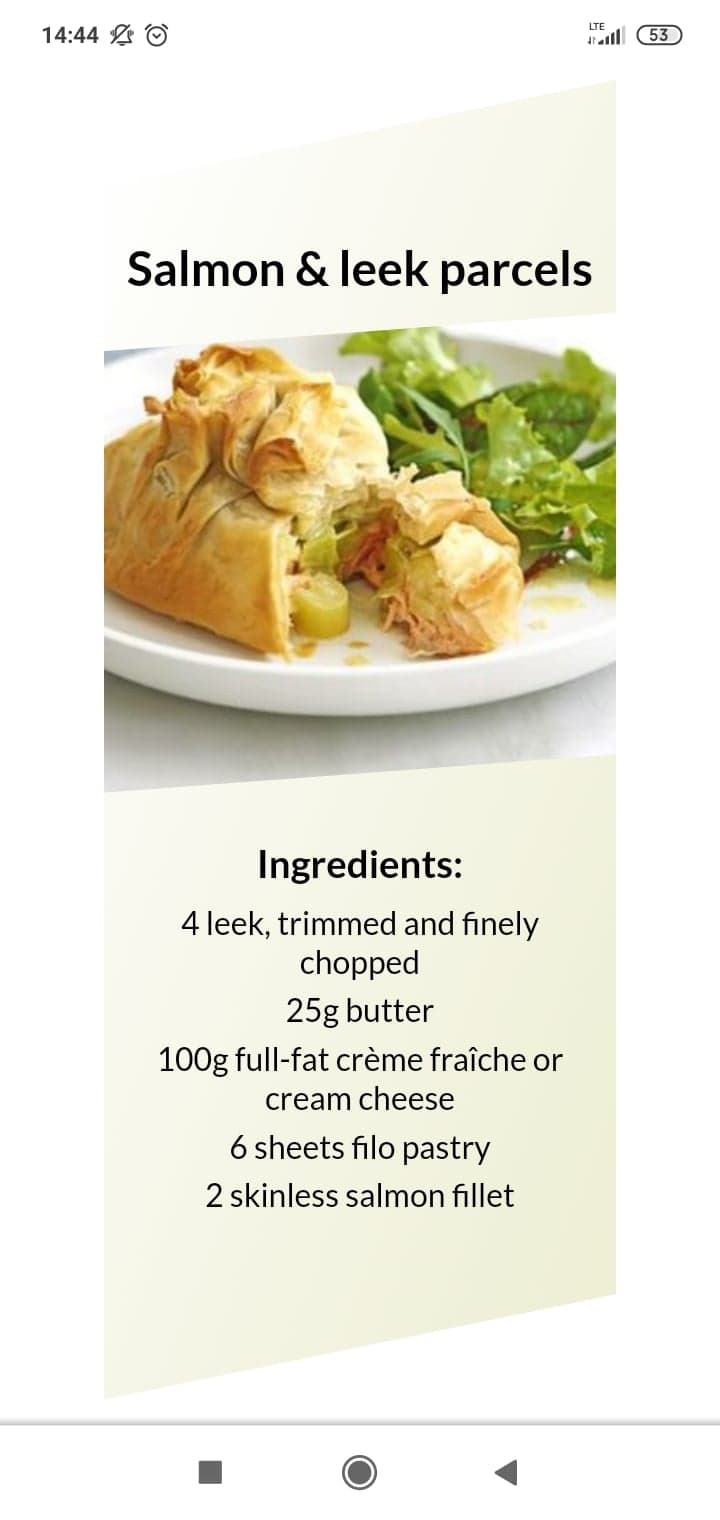 14:44
LTE
53
Salmon & leek parcels
Ingredients:
4 leek, trimmed and finely
chopped
25g butter
100g full-fat crème fraîche or
cream cheese
6 sheets filo pastry
2 skinless salmon fillet